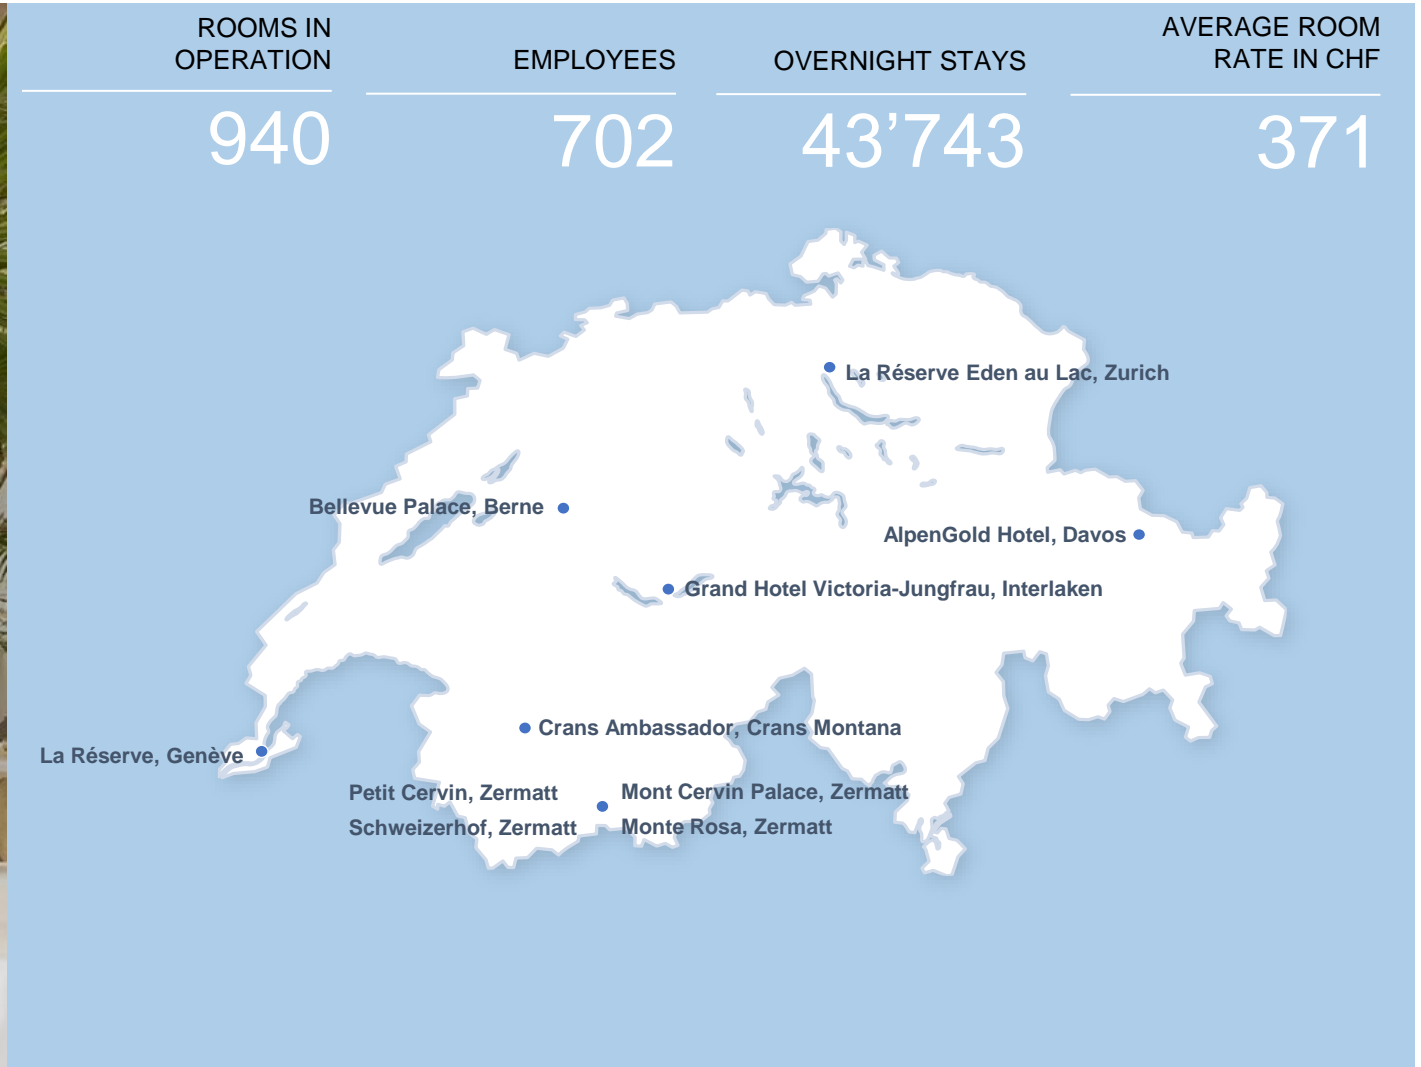 ROOMS IN
OPERATION
940
EMPLOYEES
702
OVERNIGHT STAYS
43’743
AVERAGE ROOM
RATE IN CHF
371
La Réserve Eden au Lac, Zurich
Bellevue Palace, Berne
AlpenGold Hotel, Davos
Grand Hotel Victoria-Jungfrau, Interlaken
Crans Ambassador, Crans Montana
La Réserve, Genève
Petit Cervin, Zermatt
Schweizerhof, Zermatt
Mont Cervin Palace, Zermatt
Monte Rosa, Zermatt